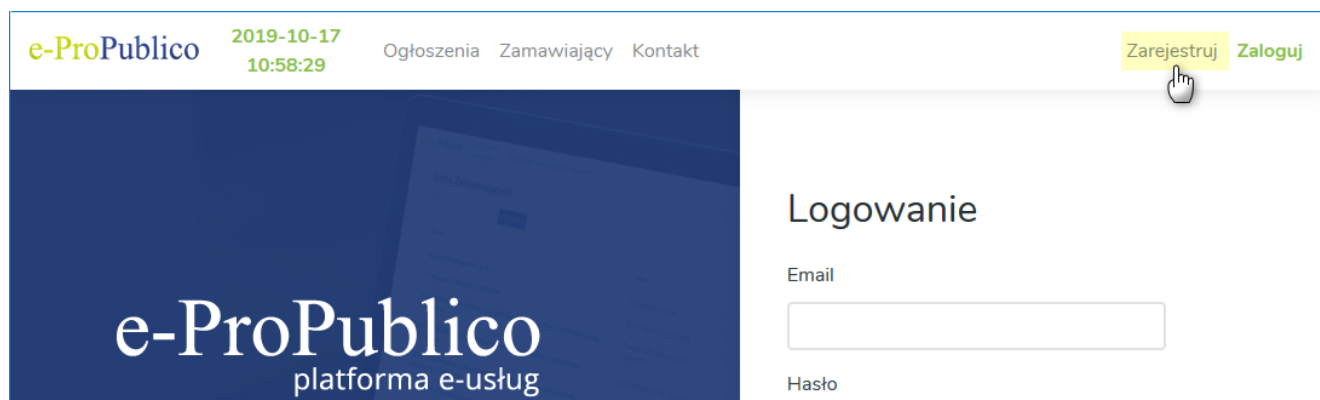 e-ProPublico
2019-10-17
10:58:29
Ogłoszenia Zamawiający Kontakt
Zarejestruj Zaloguj
e-ProPublico
platforma e-usług
Logowanie
Email
Hasło